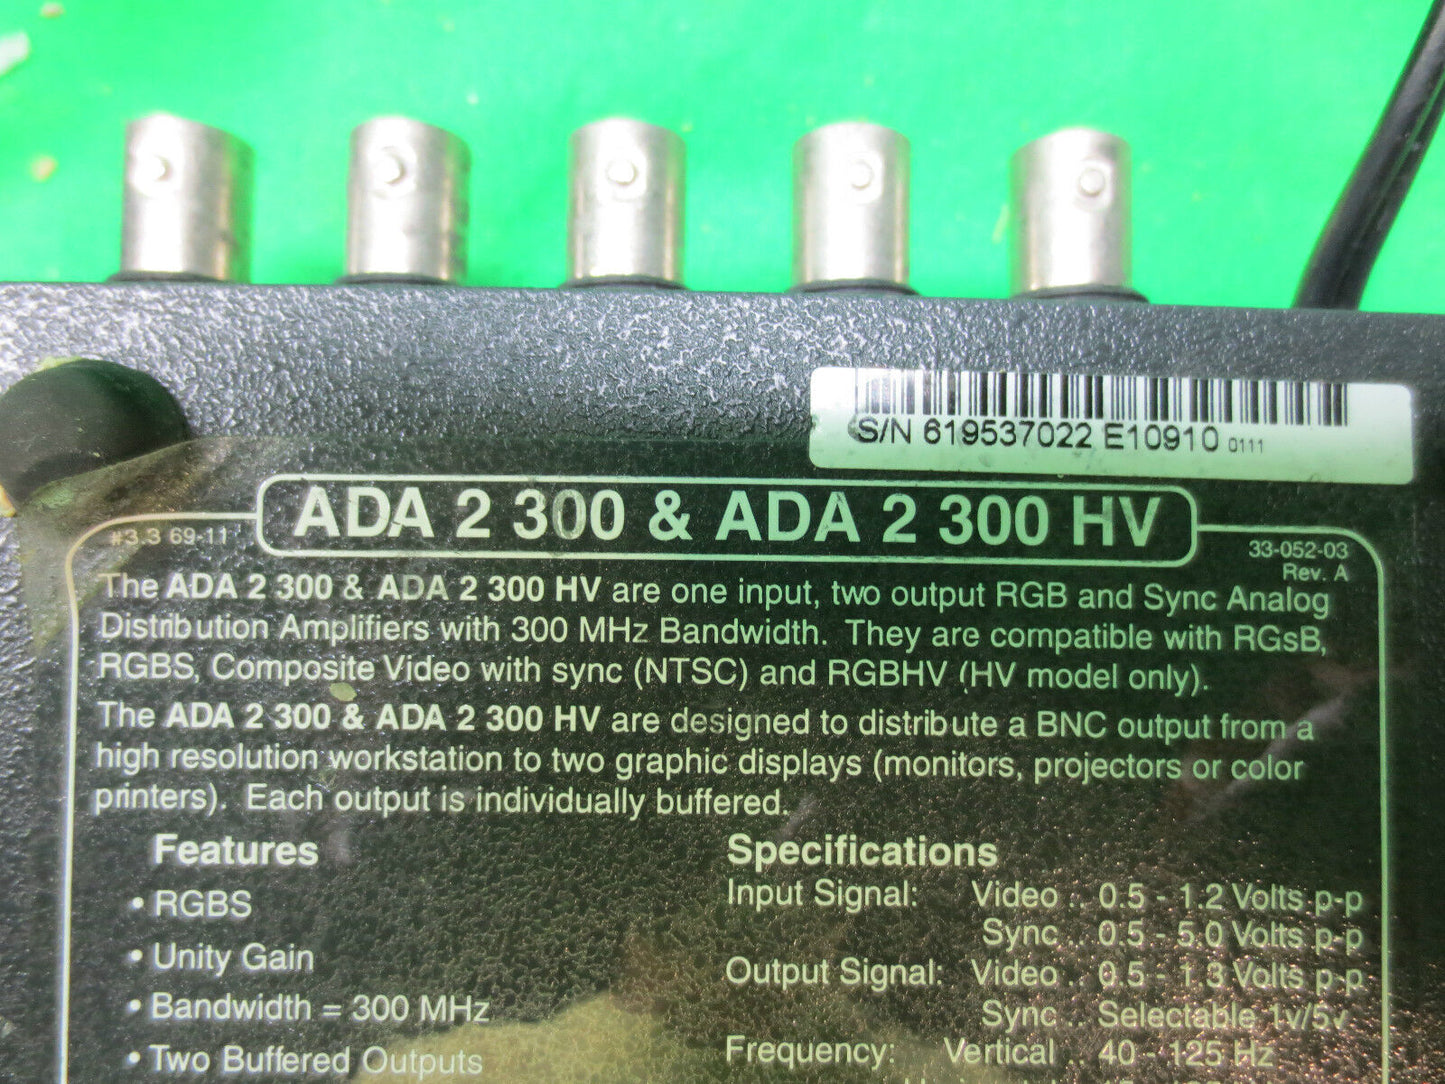 S/N 619537022 E10910 0111
ADA 2 300 & ADA 2 300 HV
#3.3 69-11
33-052-03
Rev. A
The ADA 2 300 & ADA 2 300 HV are one input, two output RGB and Sync Analog
Distribution Amplifiers with 300 MHz Bandwidth. They are compatible with RGsB,
RGBS, Composite Video with sync (NTSC) and RGBHV (HV model only).
The ADA 2 300 & ADA 2 300 HV are designed to distribute a BNC output from a
high resolution workstation to two graphic displays (monitors, projectors or color
printers). Each output is individually buffered.
Features
• RGBS
• Unity Gain
• Bandwidth = 300 MHz
• Two Buffered Outputs
Specifications
Input Signal: Video .. 0.5 - 1.2 Volts p-p
Sync .. 0.5 - 5.0 Volts p-p
Output Signal: Video .. 0.5 - 1.3 Volts p-p
Sync .. Selectable 1v/5v
Frequency: Vertical .. 40 - 125 Hz